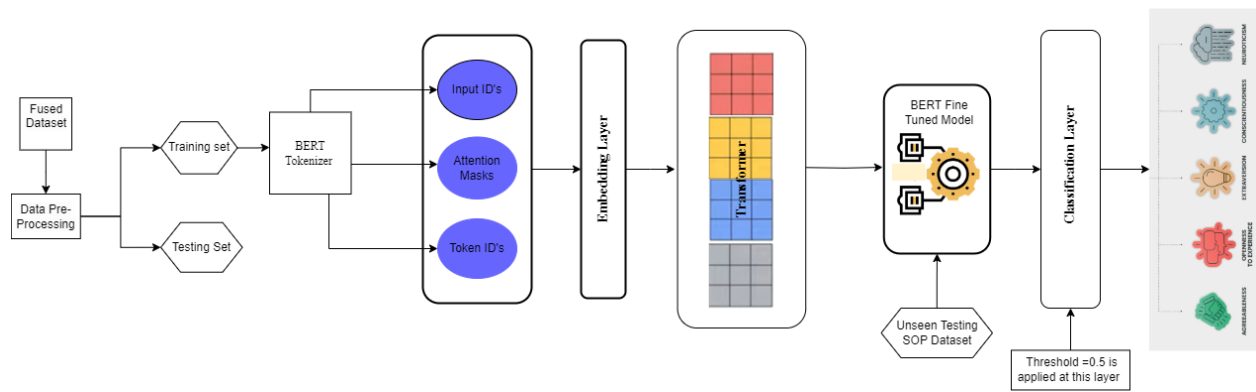 Fused
Dataset
Data Pre-
Processing
Training set
Testing Set
BERT
Tokenizer
Input ID's
Attention
Masks
Token ID's
Embedding Layer
Transformer
BERT Fine
Tuned Model
Unseen Testing
SOP Dataset
Classification Layer
Threshold =0.5 is
applied at this layer
NEUROTICISM
CONSCIENTIOUSNESS
EXTRAVERSION
OPENNESS
TO EXPERIENCE
AGREEABLENESS